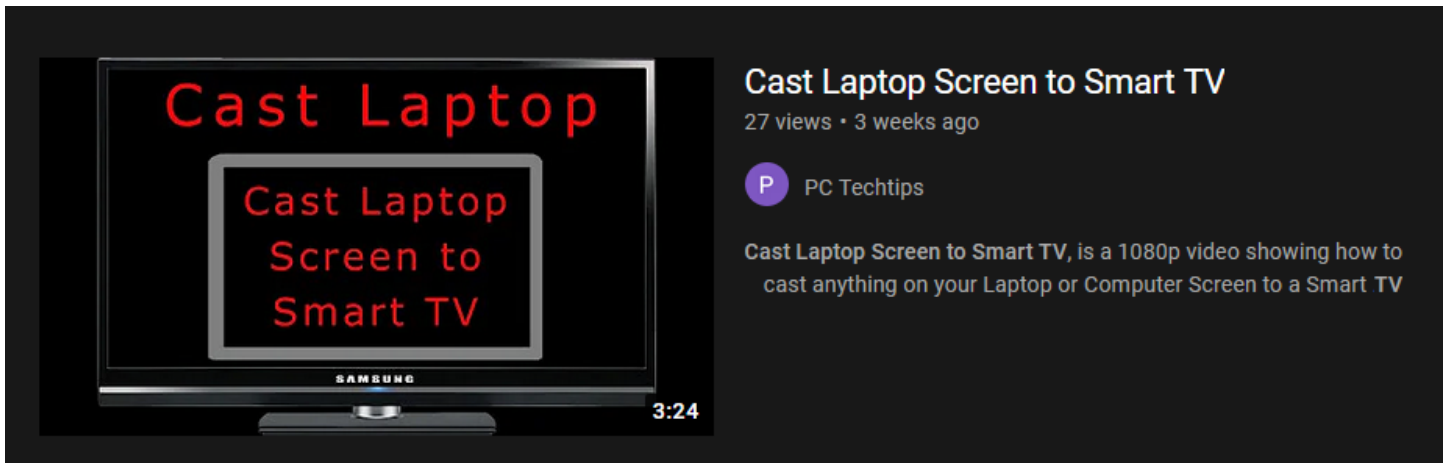 Cast Laptop
Cast Laptop
Screen to
Smart TV
SAMSUNG
3:24
Cast Laptop Screen to Smart TV
27 views • 3 weeks ago
P
PC Techtips
Cast Laptop Screen to Smart TV, is a 1080p video showing how to
cast anything on your Laptop or Computer Screen to a Smart TV